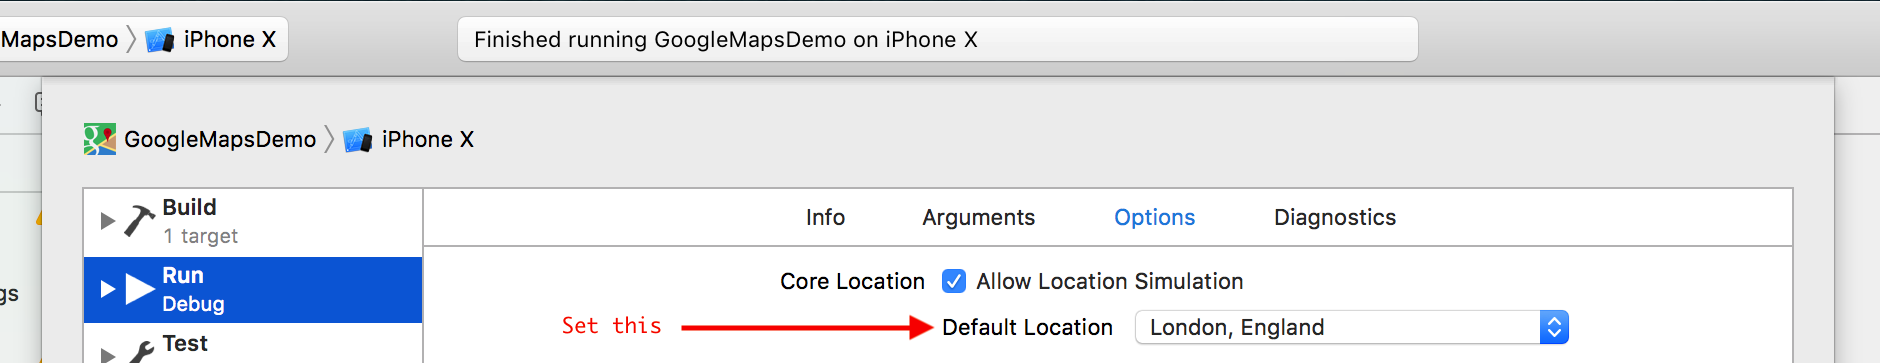 MapsDemo iPhone X
Finished running GoogleMapsDemo on iPhone X
GoogleMapsDemo iPhone X
Build
1 target
Info Arguments Options Diagnostics
Run
Debug
gs
Core Location Allow Location Simulation
Set this Default Location London, England
Test